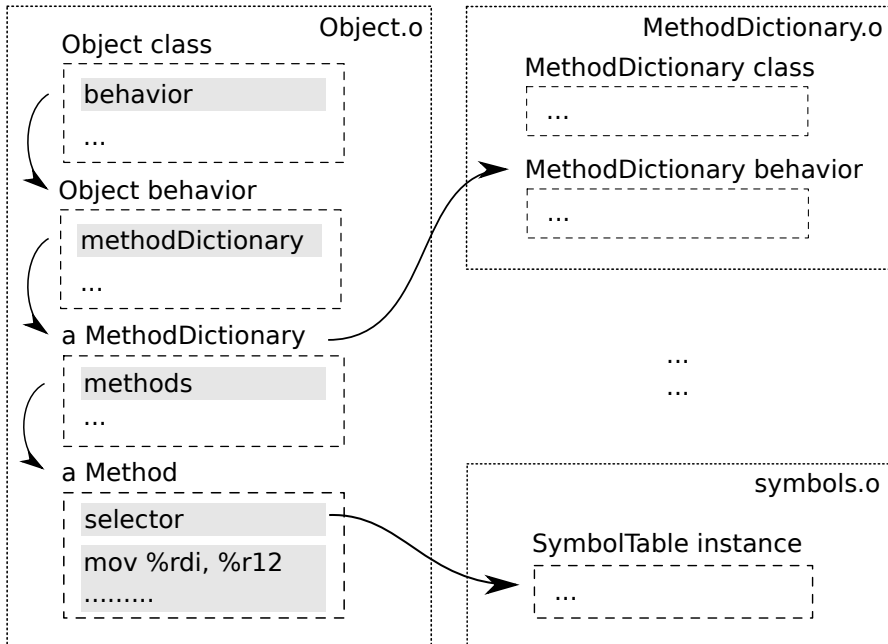 Object.o
Object class
behavior
...
Object behavior
methodDictionary
...
a MethodDictionary
methods
...
a Method
selector
mov %rdi, %r12
.........
MethodDictionary.o
MethodDictionary class
...
MethodDictionary behavior
...
...
...
symbols.o
SymbolTable instance
...